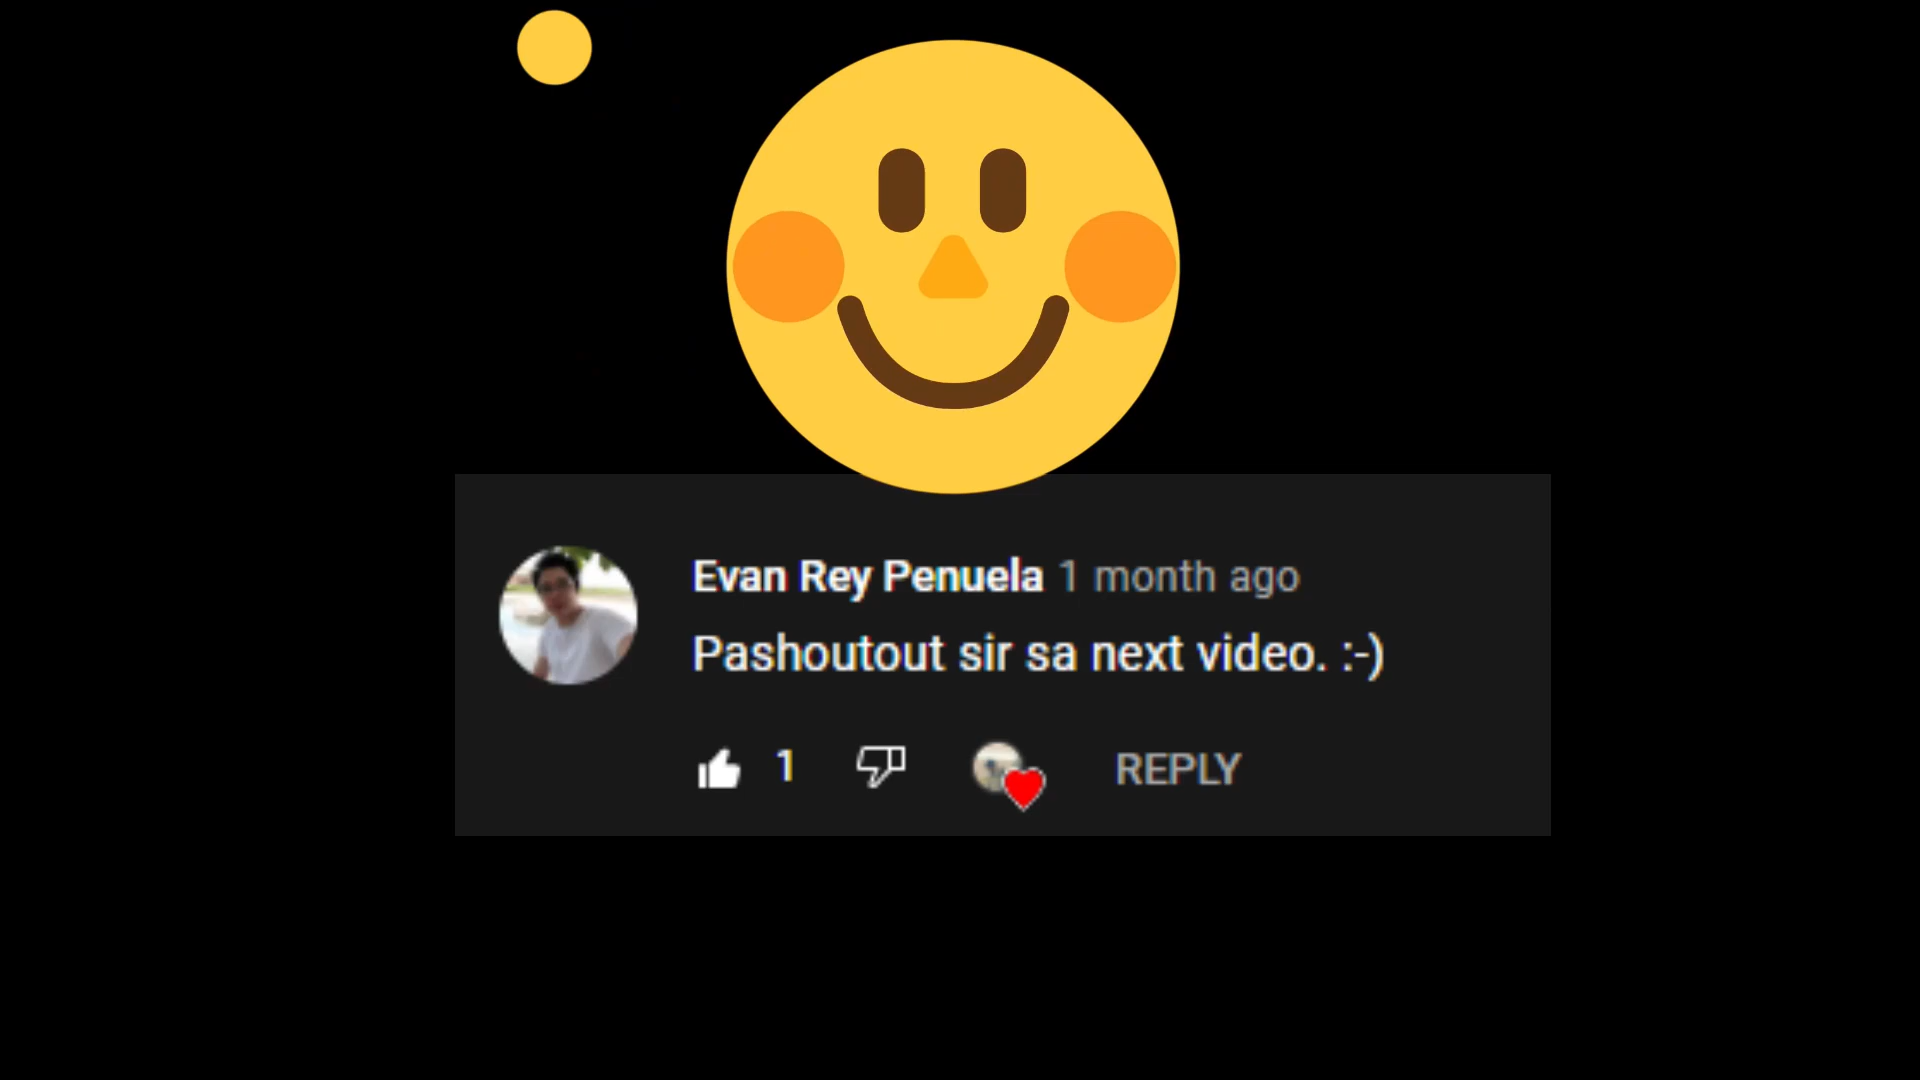 Evan Rey Penuela 1 month ago
Pashoutout sir sa next video. :-)
1 REPLY